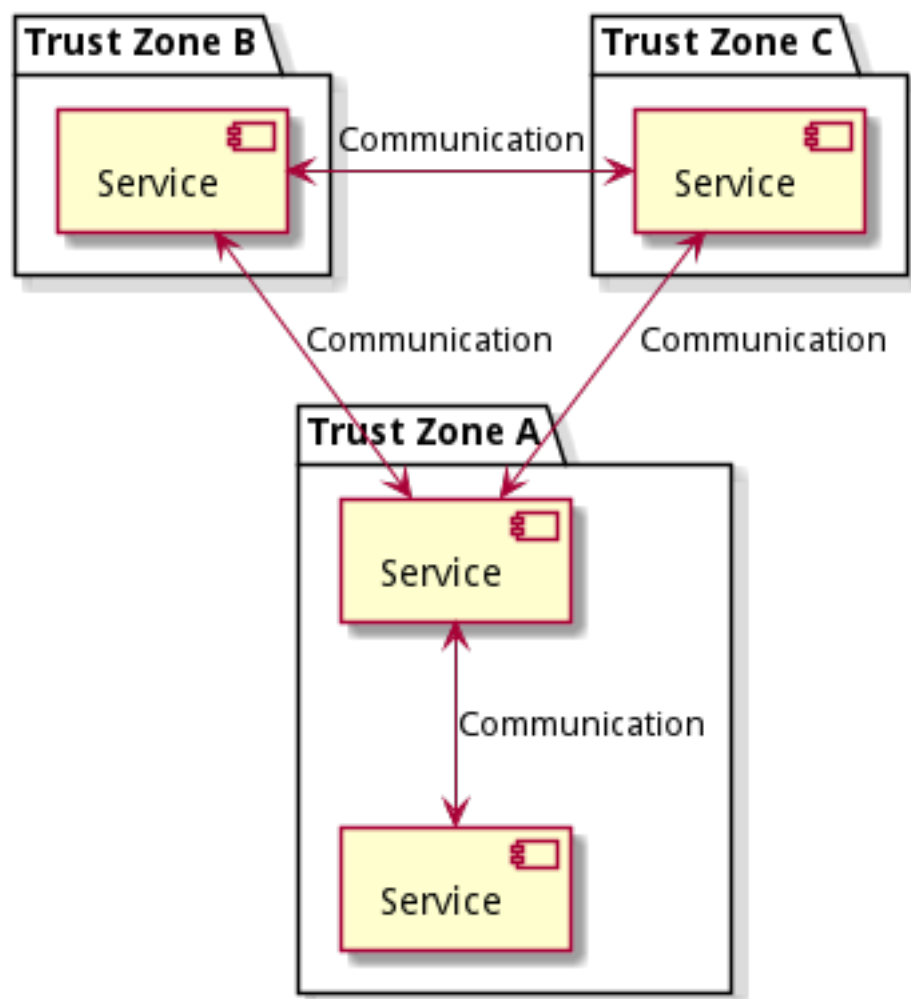 Trust Zone B
Trust Zone C
Communication
Service
Service
Communication
Communication
Trust Zone A
Service
Communication
Service